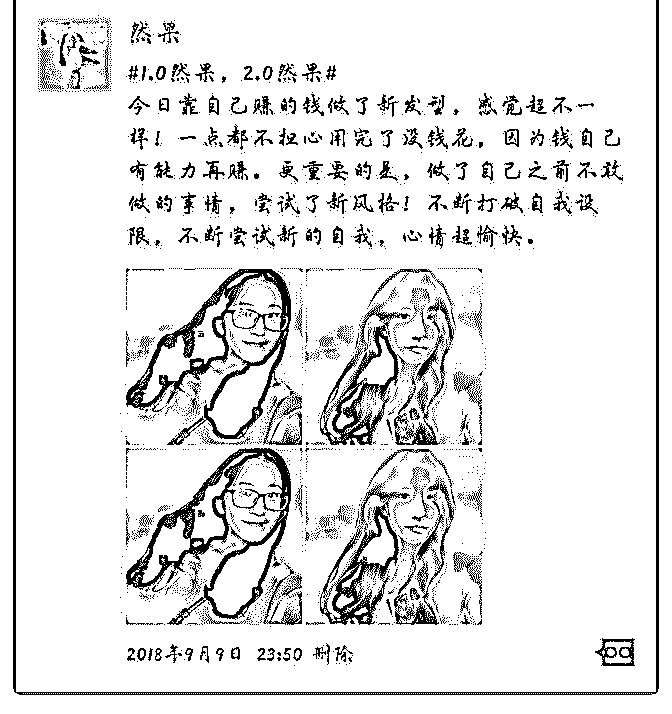 然果
#1.0然果，2.0然果#
今日靠自己赚的钱做了新发型，感觉超不一
样！一点都不担心用完了没钱花，因为钱自己
有能力再赚。更重要的是，做了自己之前不敢
做的事情，尝试了新风格！不断打破自我设
限，不断尝试新的自我，心情超愉快。
2018年9月9日 23:50 删除